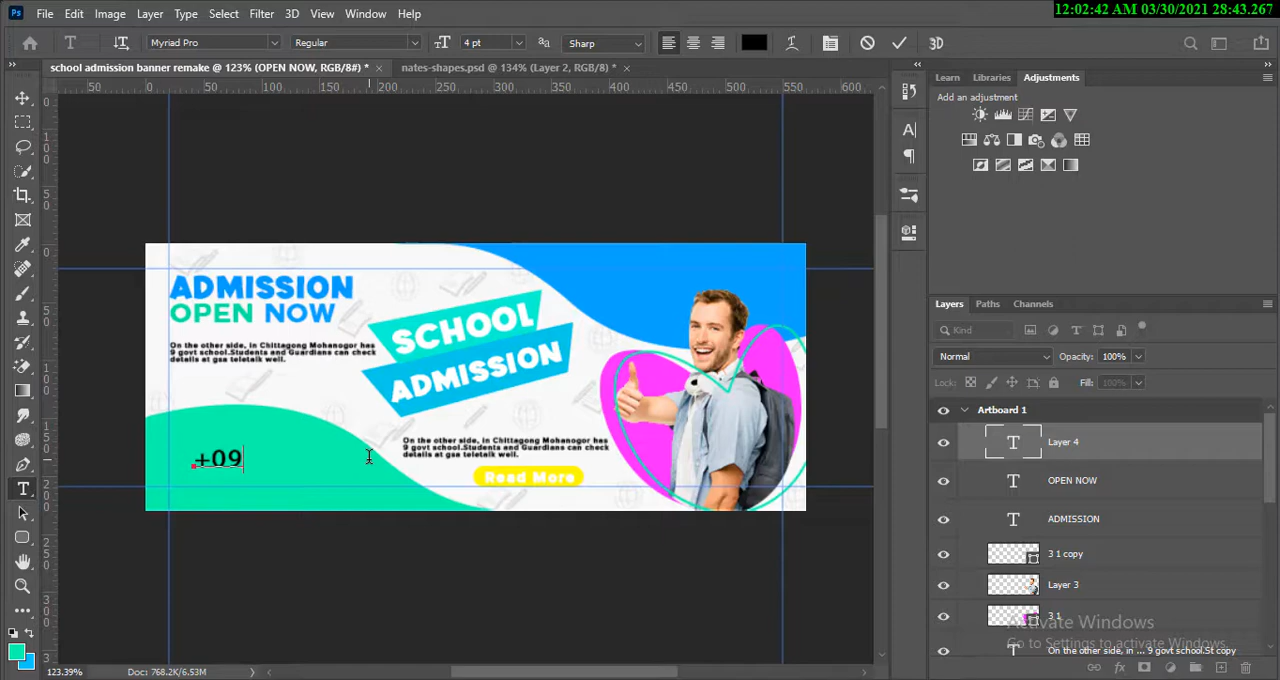 12:02:42 AM 03/30/2021 28:43.267
Ps File Edit Image Layer Type Select Filter 3D View Window Help
T Myriad Pro Regular 4 pt Sharp 3D
school admission banner remake @ 123% (OPEN NOW, RGB/8#) * × nates-shapes.psd @ 134% (Layer 2, RGB/8) * ×
50 0 50 100 150 200 250 300 350 400 450 500 550 600
ADMISSION
OPEN NOW
On the other side, in Chittagong Mohanogor has
9 govt school.Students and Guardians can check
details at gsa teletalk well.
SCHOOL
ADMISSION
+09
On the other side, in Chittagong Mohanogor has
9 govt school.Students and Guardians can check
details at gsa teletalk well.
Read More
123.39% Doc: 768.2K/6.53M
Learn Libraries Adjustments
Add an adjustment
Layers Paths Channels
Kind
Normal Opacity: 100%
Lock: Fill: 100%
Artboard 1
T Layer 4
T OPEN NOW
T ADMISSION
3 1 copy
Layer 3
3 1
T On the other side, in ... 9 govt school.St copy
Activate Windows
Go to Settings to activate Windows.
fx